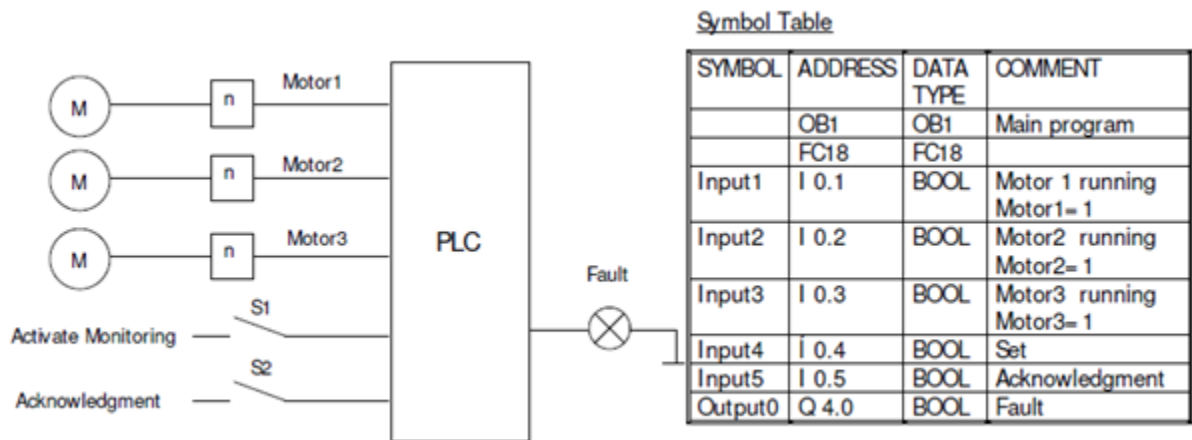 Symbol Table
SYMBOL ADDRESS DATA TYPE COMMENT
OB1 OB1 Main program
FC18 FC18
Input1 I 0.1 BOOL Motor 1 running
Motor1= 1
Input2 I 0.2 BOOL Motor2 running
Motor2= 1
Input3 I 0.3 BOOL Motor3 running
Motor3= 1
Input4 I 0.4 BOOL Set
Input5 I 0.5 BOOL Acknowledgment
Output0 Q 4.0 BOOL Fault
M n Motor1
M n Motor2
M n Motor3
PLC
Fault
S1
Activate Monitoring
S2
Acknowledgment